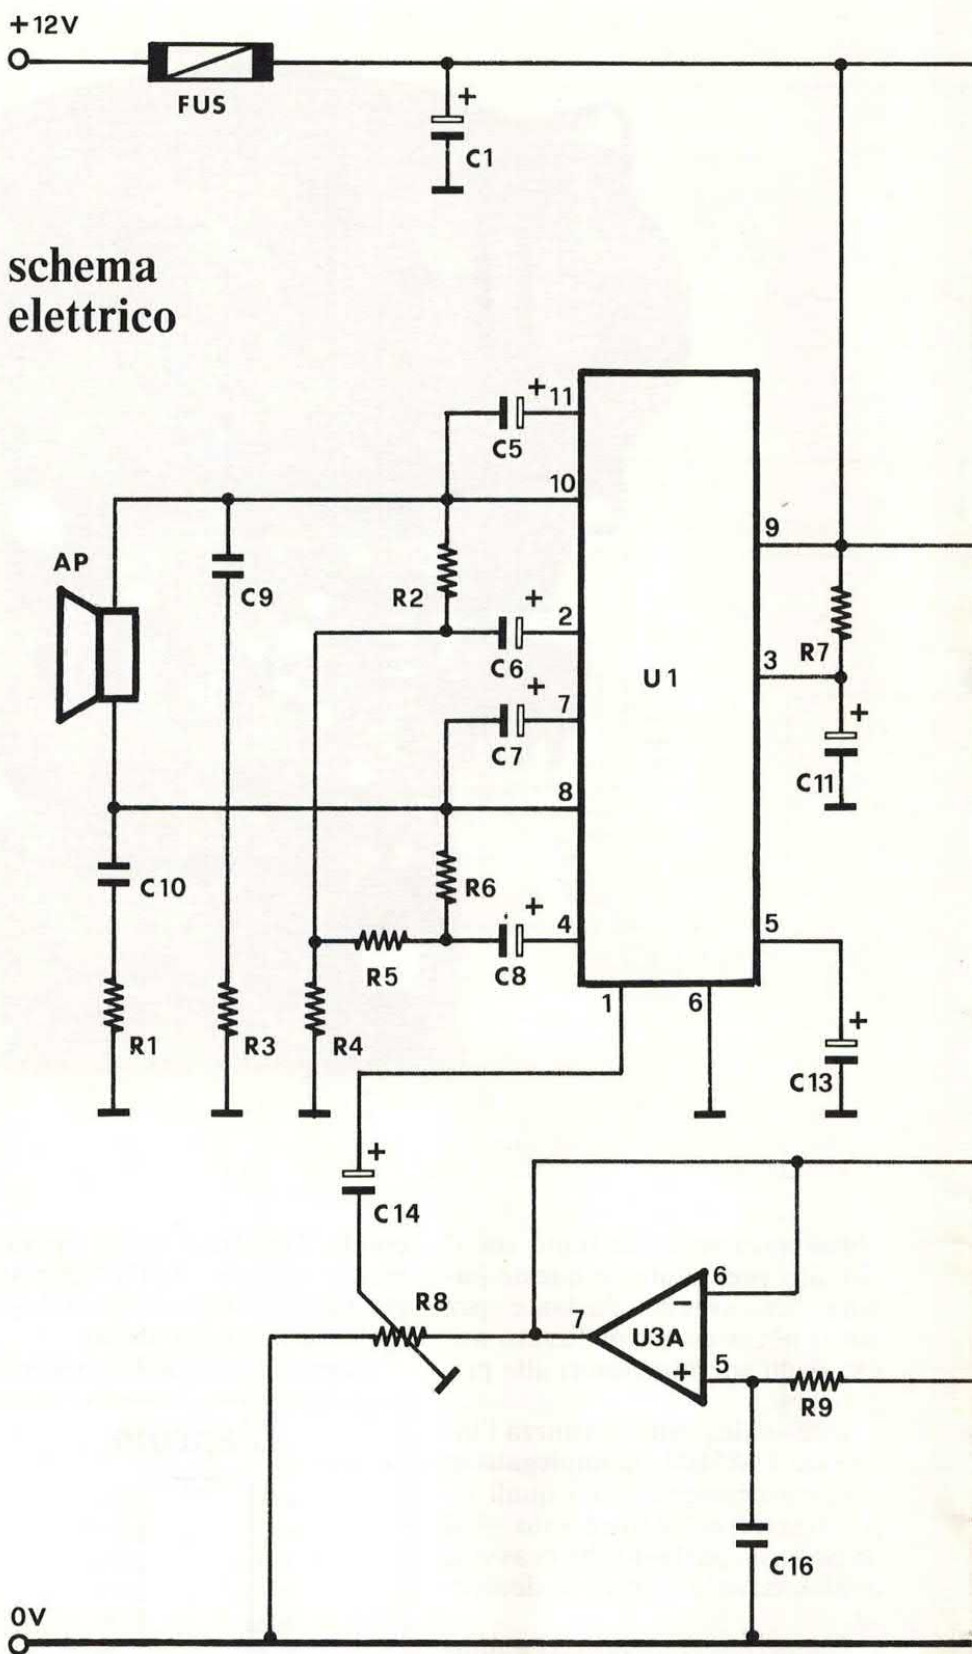 +12V
FUS
+
C1
schema
elettrico
+ 11
C5
10
9
AP
C9
R2
+
2
C6
R7
3
U1
+
7
C7
+
C11
8
C10
R6
+
4
5
C8
R5
1
6
+
R1
R3
R4
C13
+
C14
6
R8
7
−
U3A
+
5
R9
C16
0V